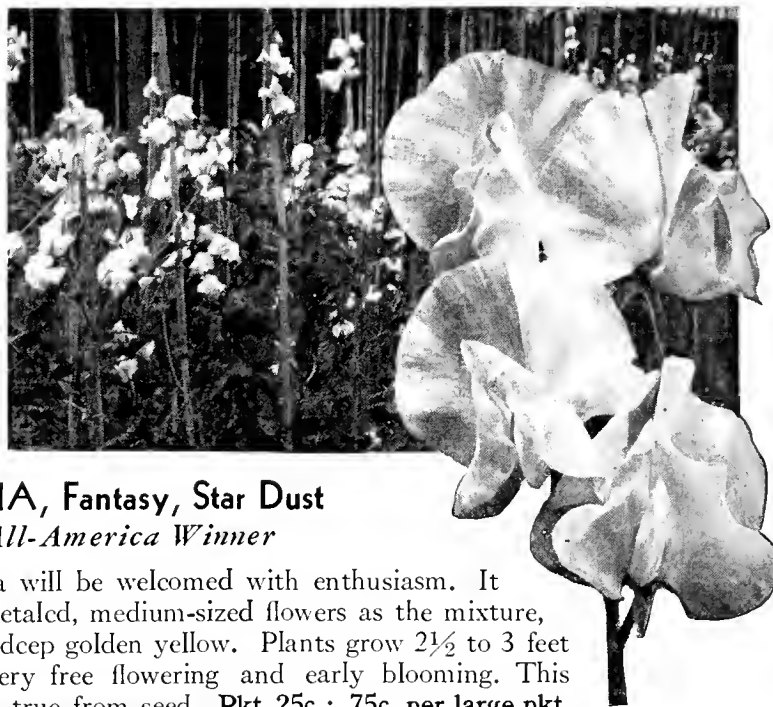 IA, Fantasy, Star Dust
All-America Winner
a will be welcomed with enthusiasm. It
etaled, medium-sized flowers as the mixture,
deep golden yellow. Plants grow 2½ to 3 feet
ery free flowering and early blooming. This
true from seed. Pkt. 25c.; 75c. per large pkt.